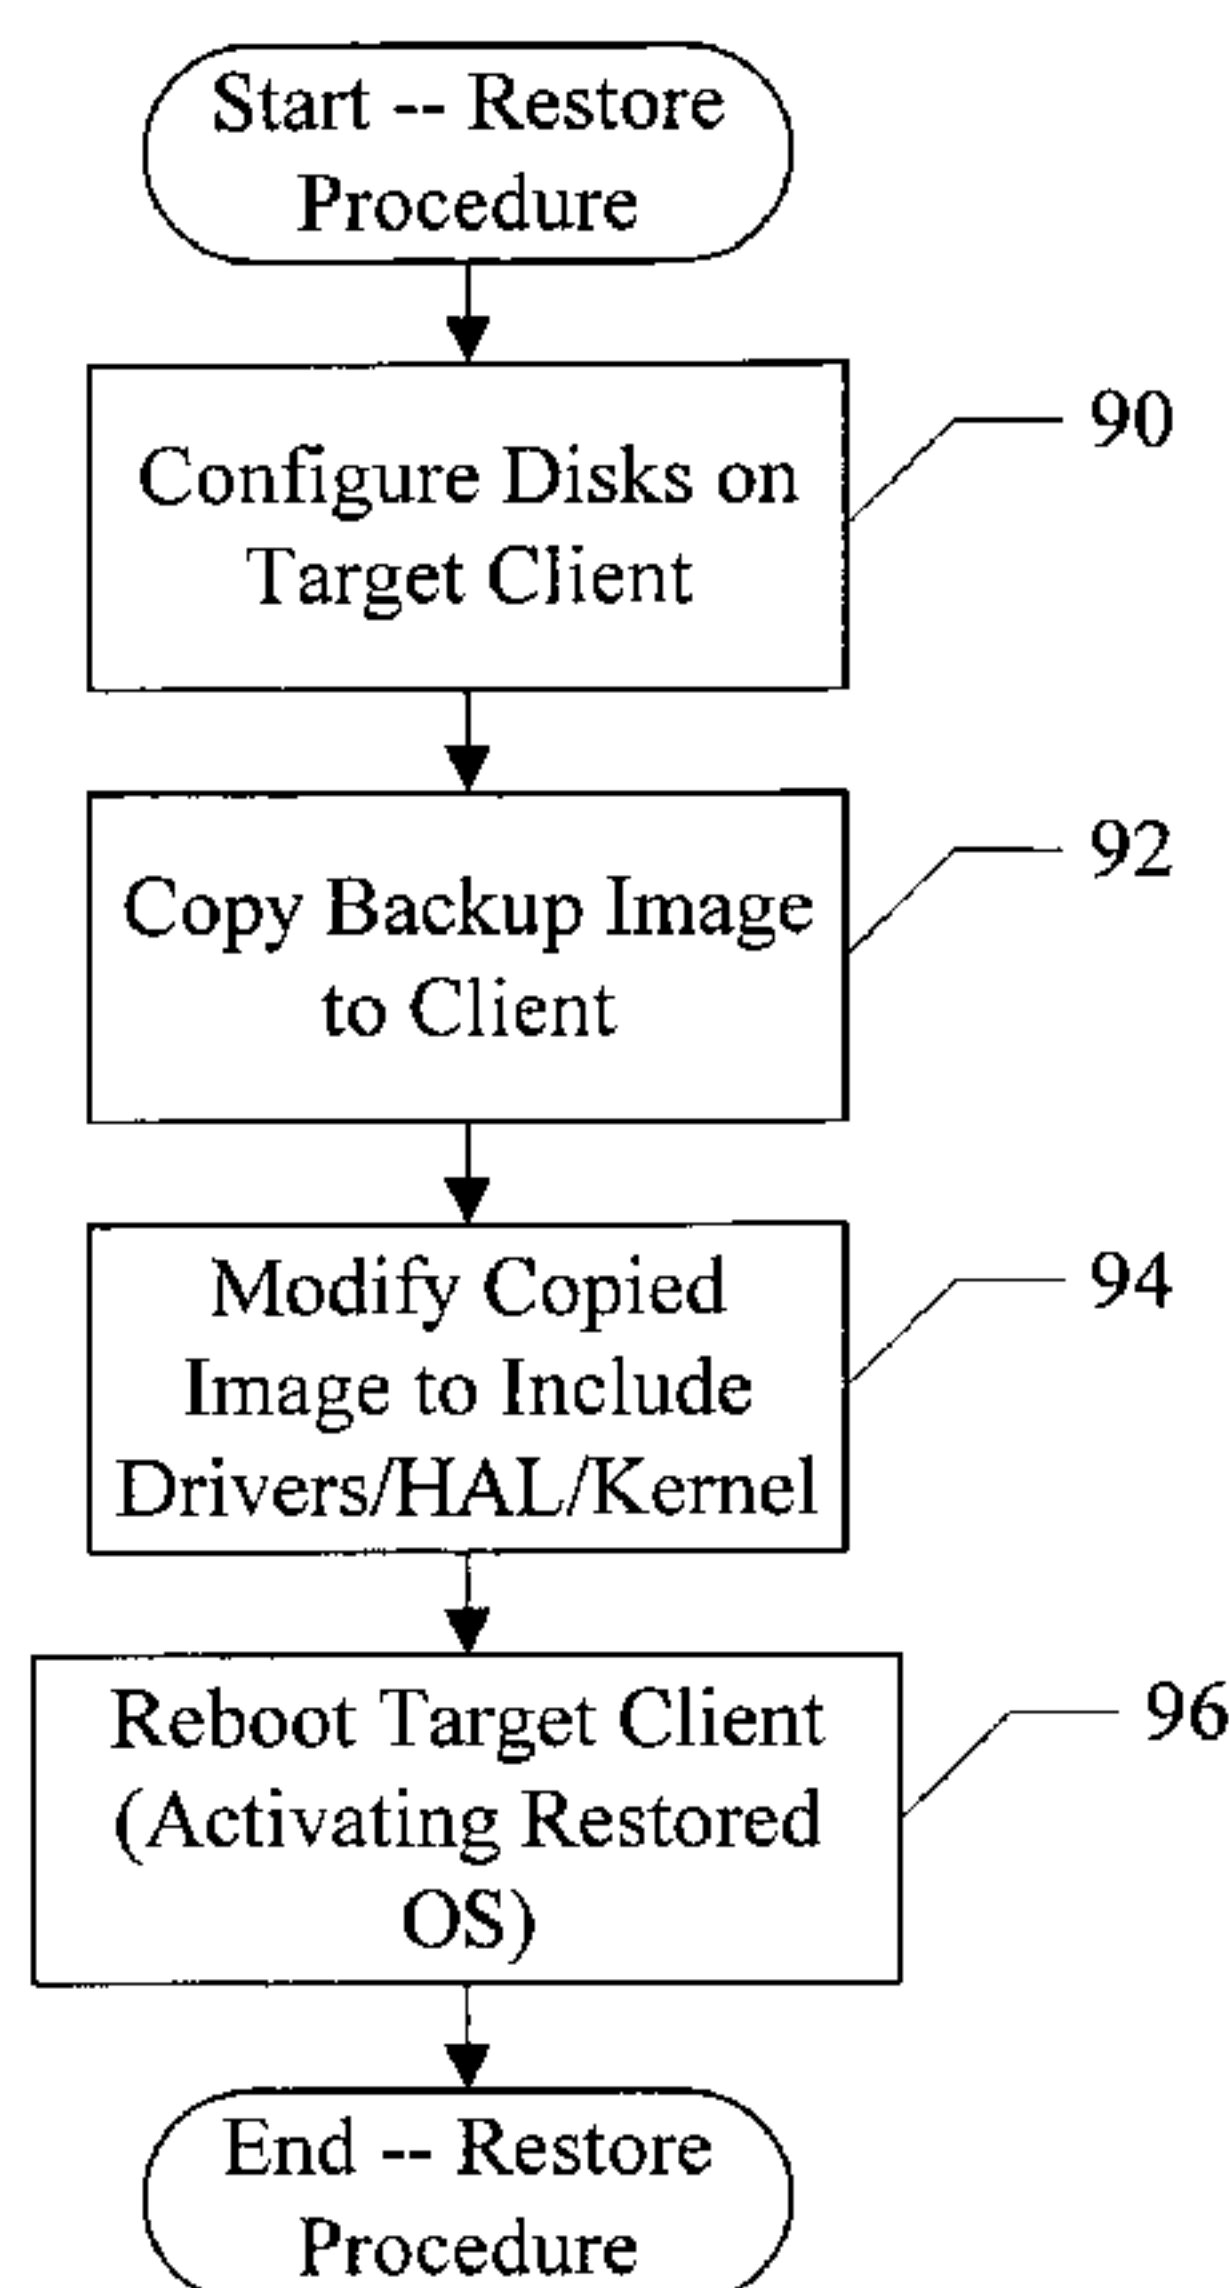 Start -- Restore
Procedure
90
Configure Disks on
Target Client
92
Copy Backup Image
to Client
94
Modify Copied
Image to Include
Drivers/HAL/Kernel
96
Reboot Target Client
(Activating Restored
OS)
End -- Restore
Procedure